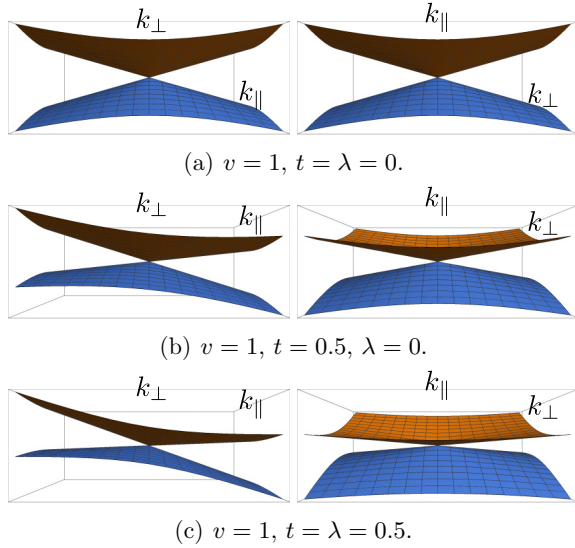 k⊥ k∥
k∥ k⊥
(a) v = 1, t = λ = 0.
k⊥ k∥ k∥ k⊥
(b) v = 1, t = 0.5, λ = 0.
k⊥ k∥ k∥ k⊥
(c) v = 1, t = λ = 0.5.